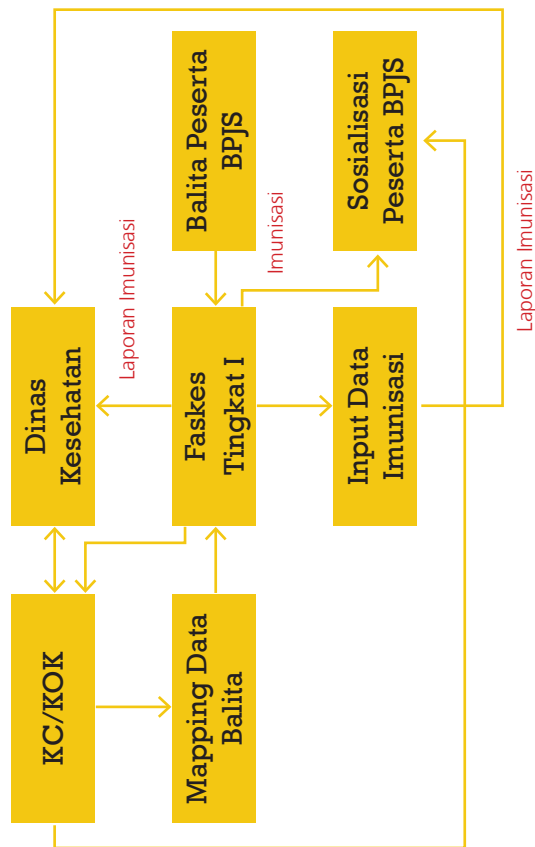 KC/KOK
Dinas
Kesehatan
Laporan Imunisasi
Mapping Data
Balita
Faskes
Tingkat I
Balita Peserta
BPJS
Imunisasi
Input Data
Imunisasi
Sosialisasi
Peserta BPJS
Laporan Imunisasi